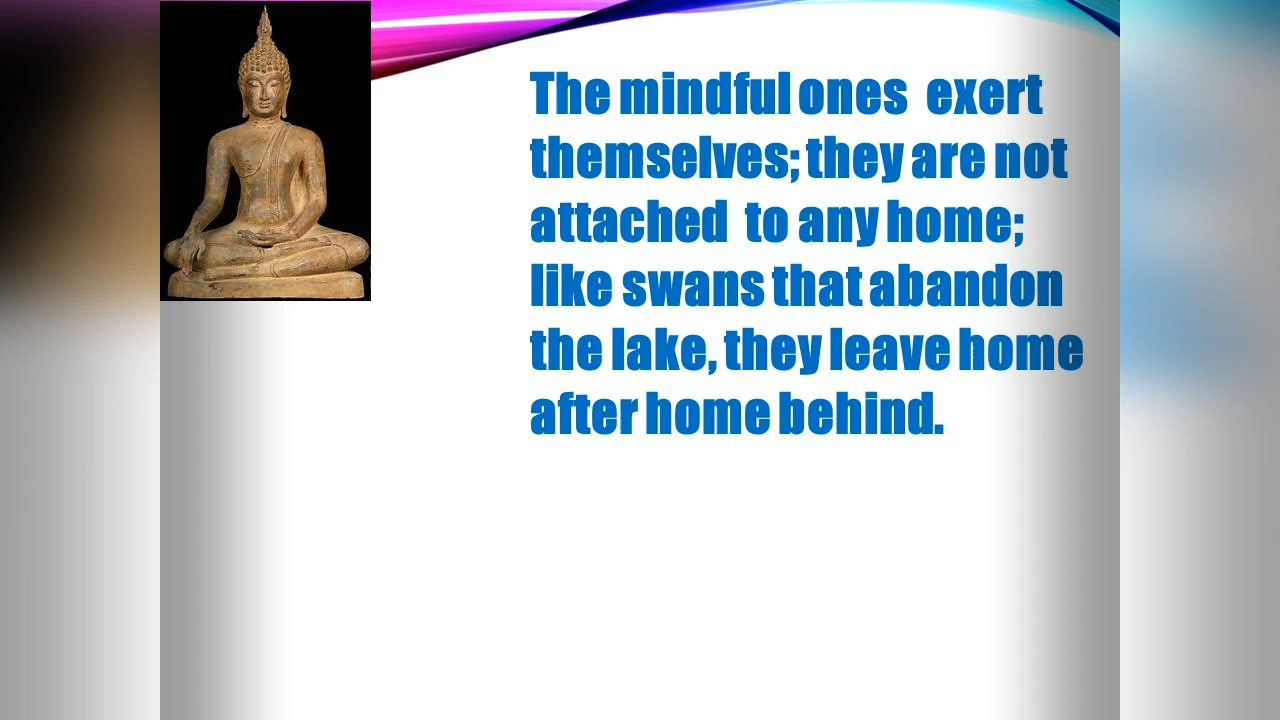 The mindful ones exert
themselves; they are not
attached to any home;
like swans that abandon
the lake, they leave home
after home behind.